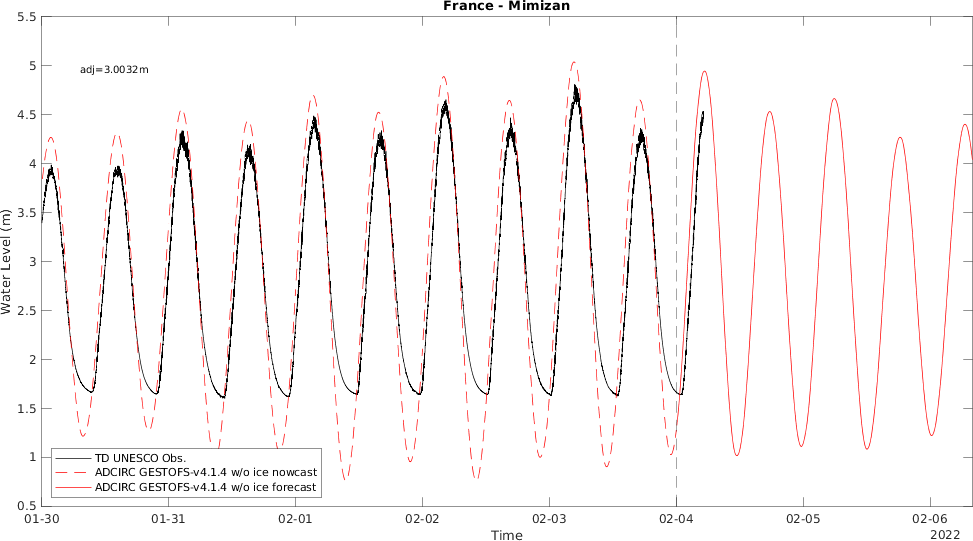 France - Mimizan
5.5
5
4.5
4
3.5
3
2.5
2
1.5
1
0.5
Water Level (m)
adj=3.0032m
TD UNESCO Obs.
ADCIRC GESTOFS-v4.1.4 w/o ice nowcast
ADCIRC GESTOFS-v4.1.4 w/o ice forecast
01-30 01-31 02-01 02-02 02-03 02-04 02-05 02-06
2022
Time